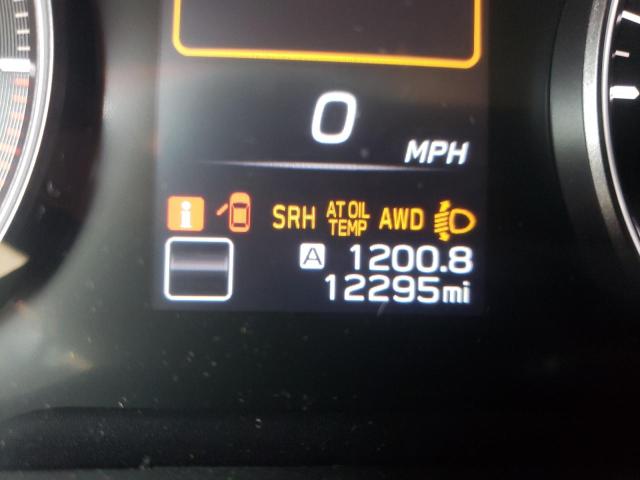 0
MPH
i SRH AT OIL TEMP AWD
A 1200.8
12295mi